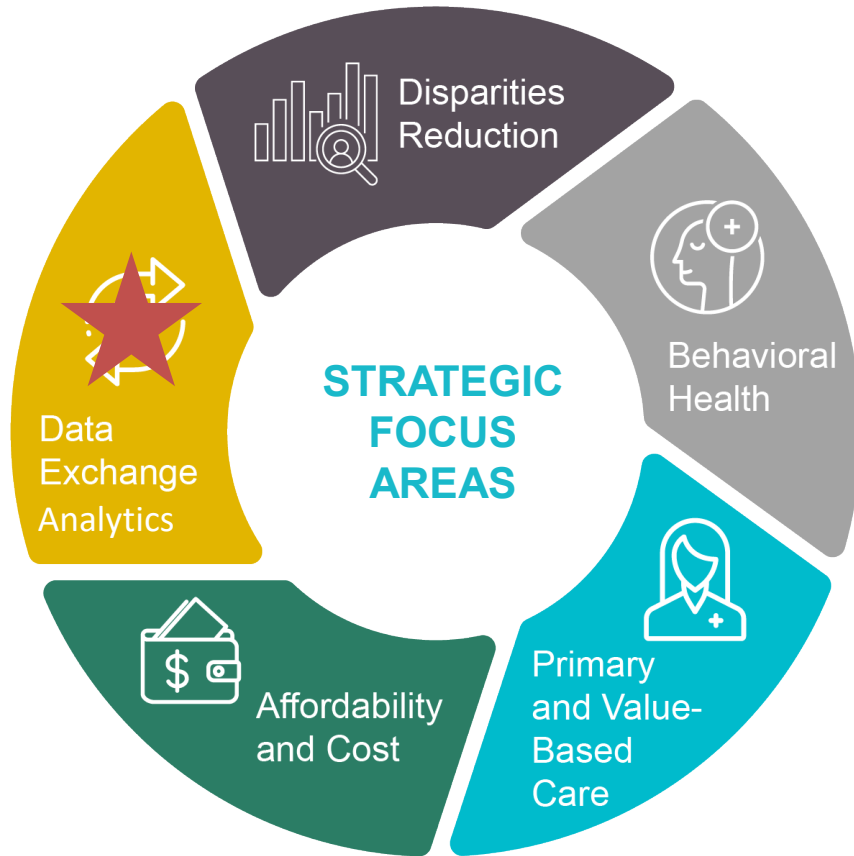 Disparities
Reduction
Behavioral
Health
Primary
and Value-
Based
Care
$
Affordability
and Cost
Data
Exchange
Analytics
STRATEGIC
FOCUS
AREAS